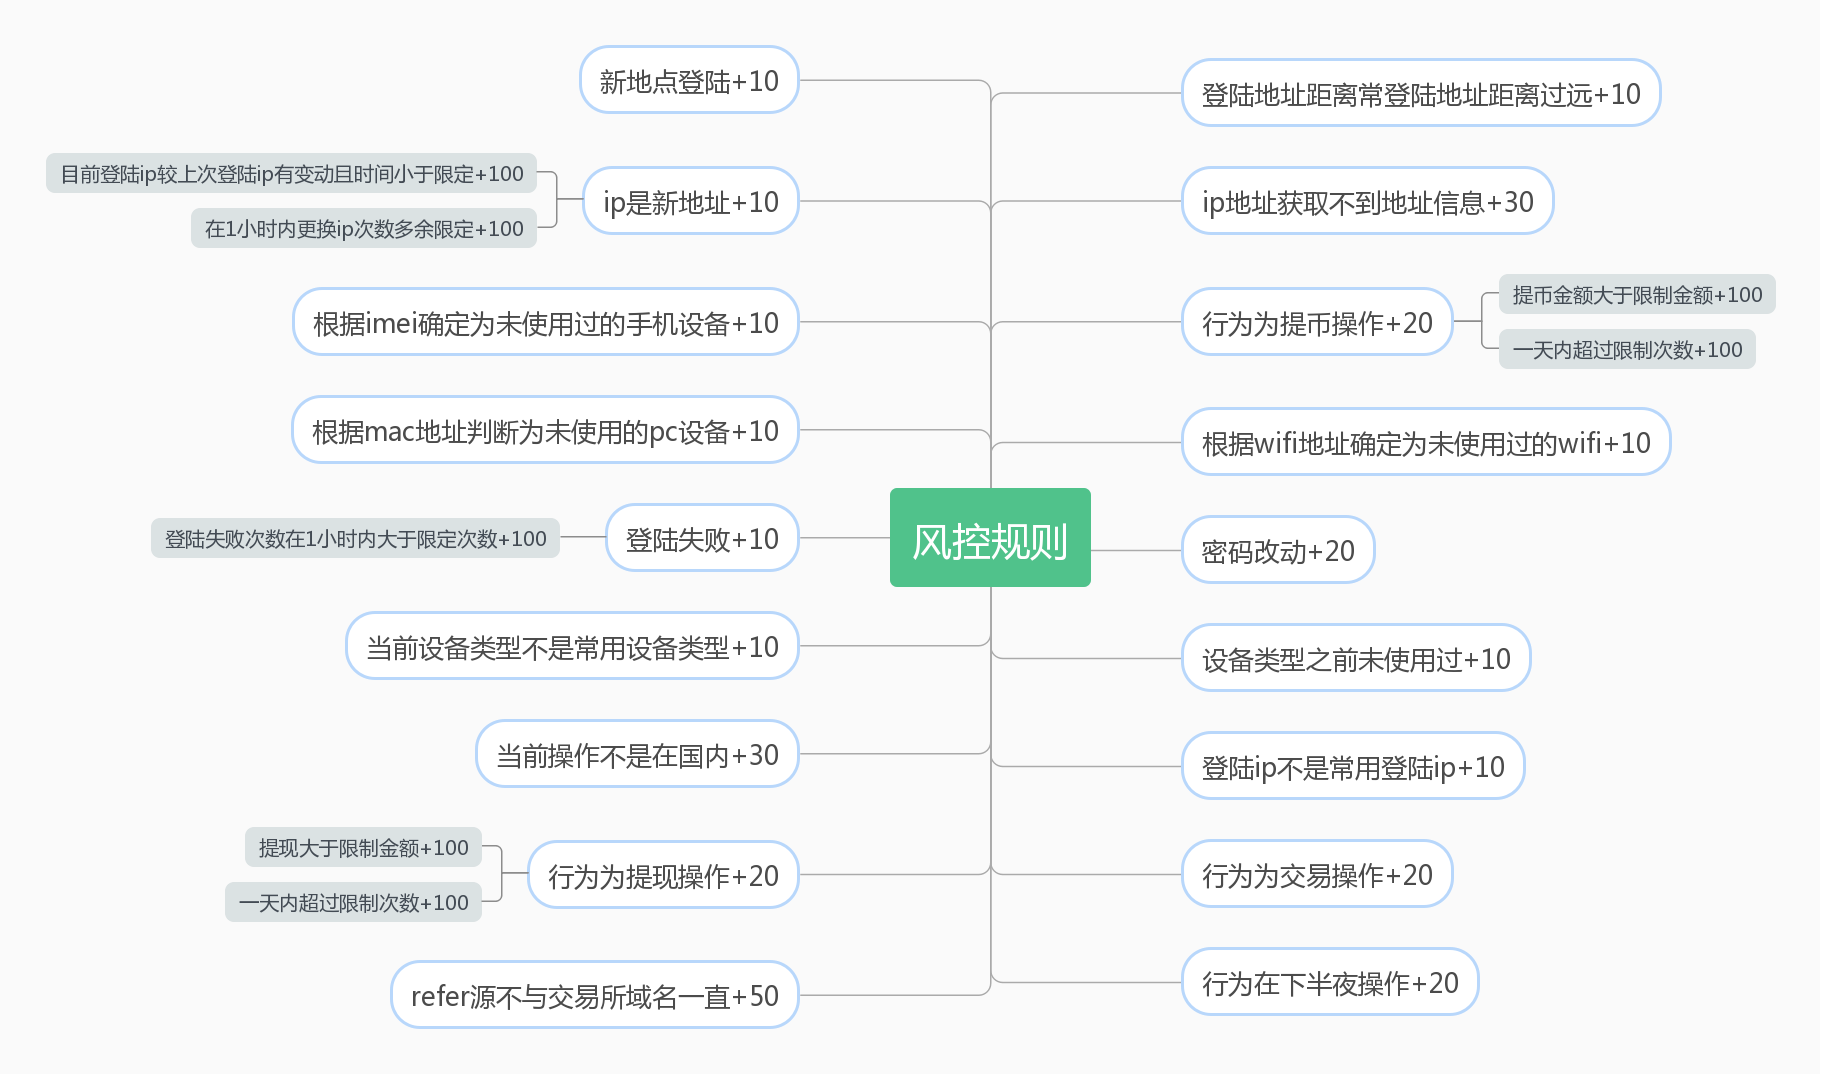 新地点登陆+10
目前登陆ip较上次登陆ip有变动且时间小于限定+100
在1小时内更换ip次数多余限定+100
ip是新地址+10
根据imei确定为未使用过的手机设备+10
根据mac地址判断为未使用的pc设备+10
登陆失败次数在1小时内大于限定次数+100
登陆失败+10
当前设备类型不是常用设备类型+10
当前操作不是在国内+30
提现大于限制金额+100
一天内超过限制次数+100
行为为提现操作+20
refer源不与交易所域名一直+50
风控规则
登陆地址距离常登陆地址距离过远+10
ip地址获取不到地址信息+30
行为为提币操作+20
提币金额大于限制金额+100
一天内超过限制次数+100
根据wifi地址确定为未使用过的wifi+10
密码改动+20
设备类型之前未使用过+10
登陆ip不是常用登陆ip+10
行为为交易操作+20
行为在下半夜操作+20